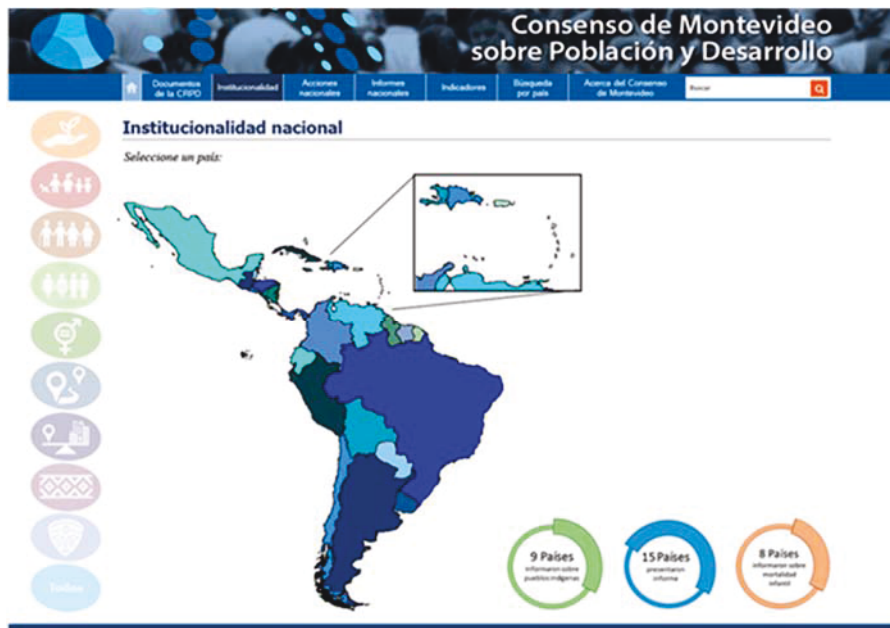 Consenso de Montevideo
sobre Población y Desarrollo
Documentos
de la CRPD
Institucionalidad
Acciones
nacionales
Informes
nacionales
Indicadores
Búsqueda
por país
Acerca del Consenso
de Montevideo
Buscar
Institucionalidad nacional
Seleccione un país:
9 Países
informaron sobre
pueblos indígenas
15 Países
presentaron
informe
8 Países
informaron sobre
mortalidad
infantil
Todos